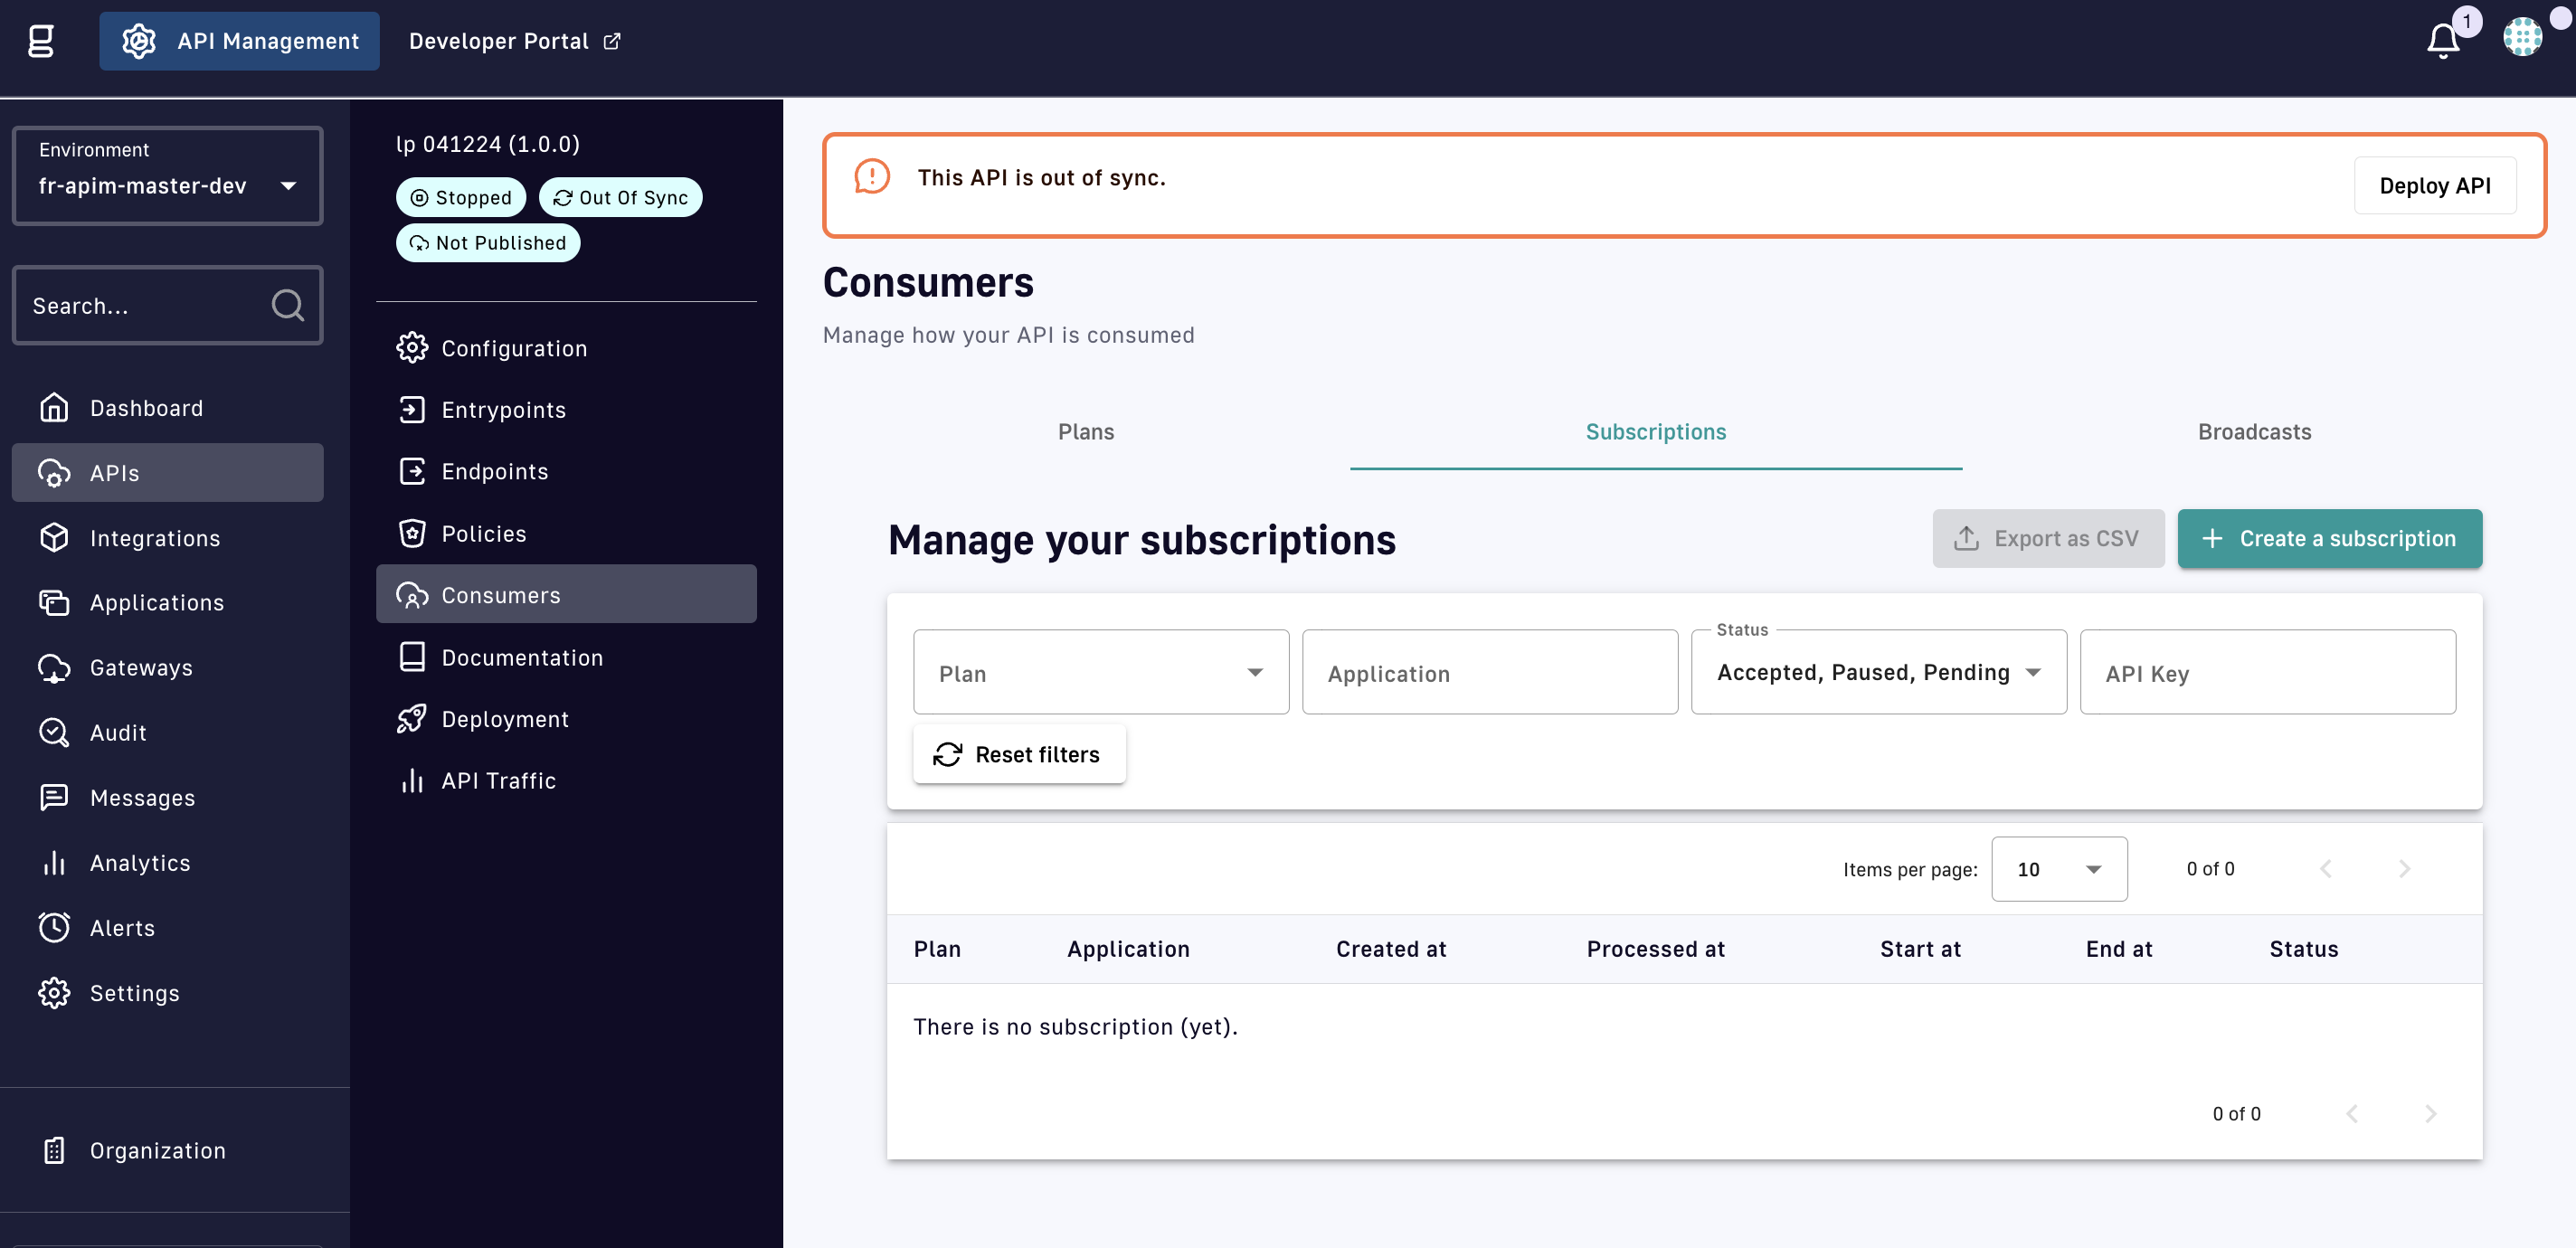 API Management
Developer Portal
1
Environment
fr-apim-master-dev
Search...
Dashboard
APIs
Integrations
Applications
Gateways
Audit
Messages
Analytics
Alerts
Settings
Organization
lp 041224 (1.0.0)
Stopped
Out Of Sync
Not Published
Configuration
Entrypoints
Endpoints
Policies
Consumers
Documentation
Deployment
API Traffic
This API is out of sync.
Deploy API
Consumers
Manage how your API is consumed
Plans
Subscriptions
Broadcasts
Manage your subscriptions
Export as CSV
Create a subscription
Plan
Application
Status
Accepted, Paused, Pending
API Key
Reset filters
Items per page:
10
0 of 0
Plan
Application
Created at
Processed at
Start at
End at
Status
There is no subscription (yet).
0 of 0